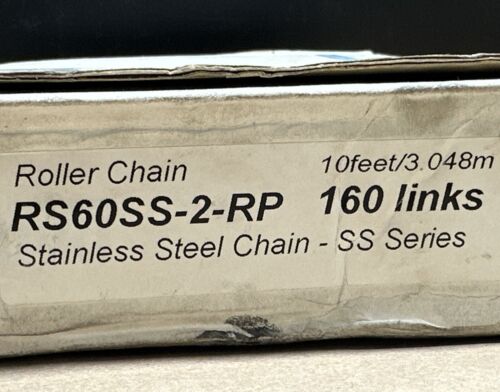 Roller Chain 10feet/3.048m
RS60SS-2-RP 160 links
Stainless Steel Chain - SS Series